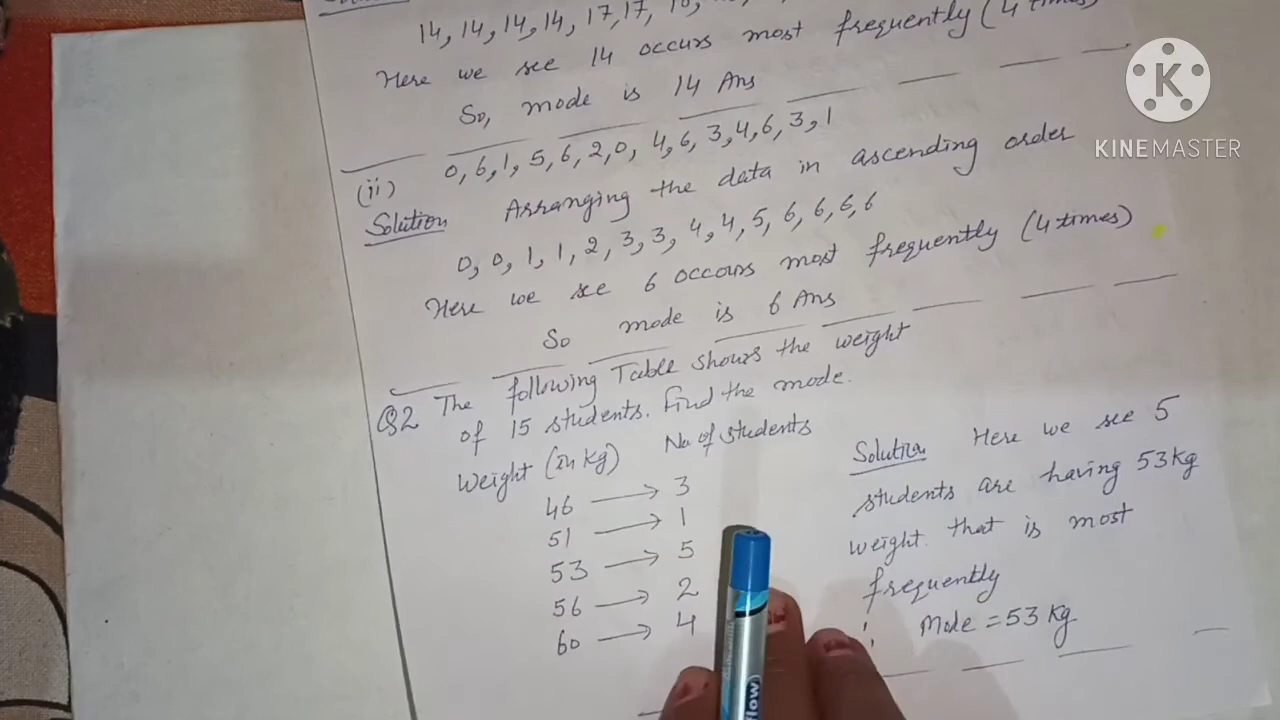 14, 14, 14, 14, 17, 17,
Here we see 14 occurs most frequently (4 times)
So, mode is 14 Ans
(ii) 0, 6, 1, 5, 6, 2, 0, 4, 6, 3, 4, 6, 3, 1
Solution Arranging the data in ascending order
0, 0, 1, 1, 2, 3, 3, 4, 4, 5, 6, 6, 6, 6
Here we see 6 occurs most frequently (4 times)
So mode is 6 Ans
Q2 The following Table shows the weight
of 15 students. Find the mode.
Weight (in Kg) No of students
46 → 3
51 → 1
53 → 5
56 → 2
60 → 4
Solution Here we see 5
students are having 53kg
weight. that is most
frequently
∴ Mode = 53 kg
K
KINEMASTER
flow)